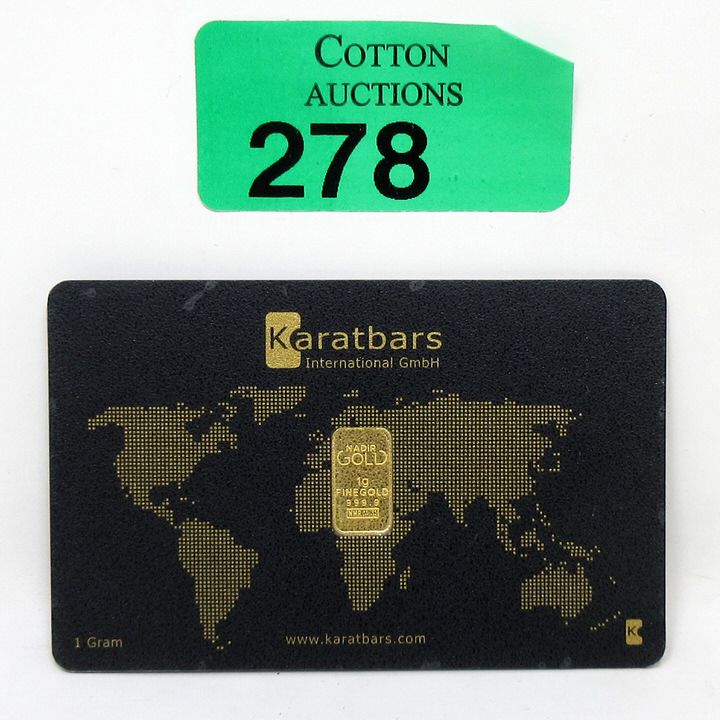 COTTON
AUCTIONS
278
Karatbars
International GmbH
NADIR
GOLD
1g
FINEGOLD
999.9
1 Gram
www.karatbars.com
K